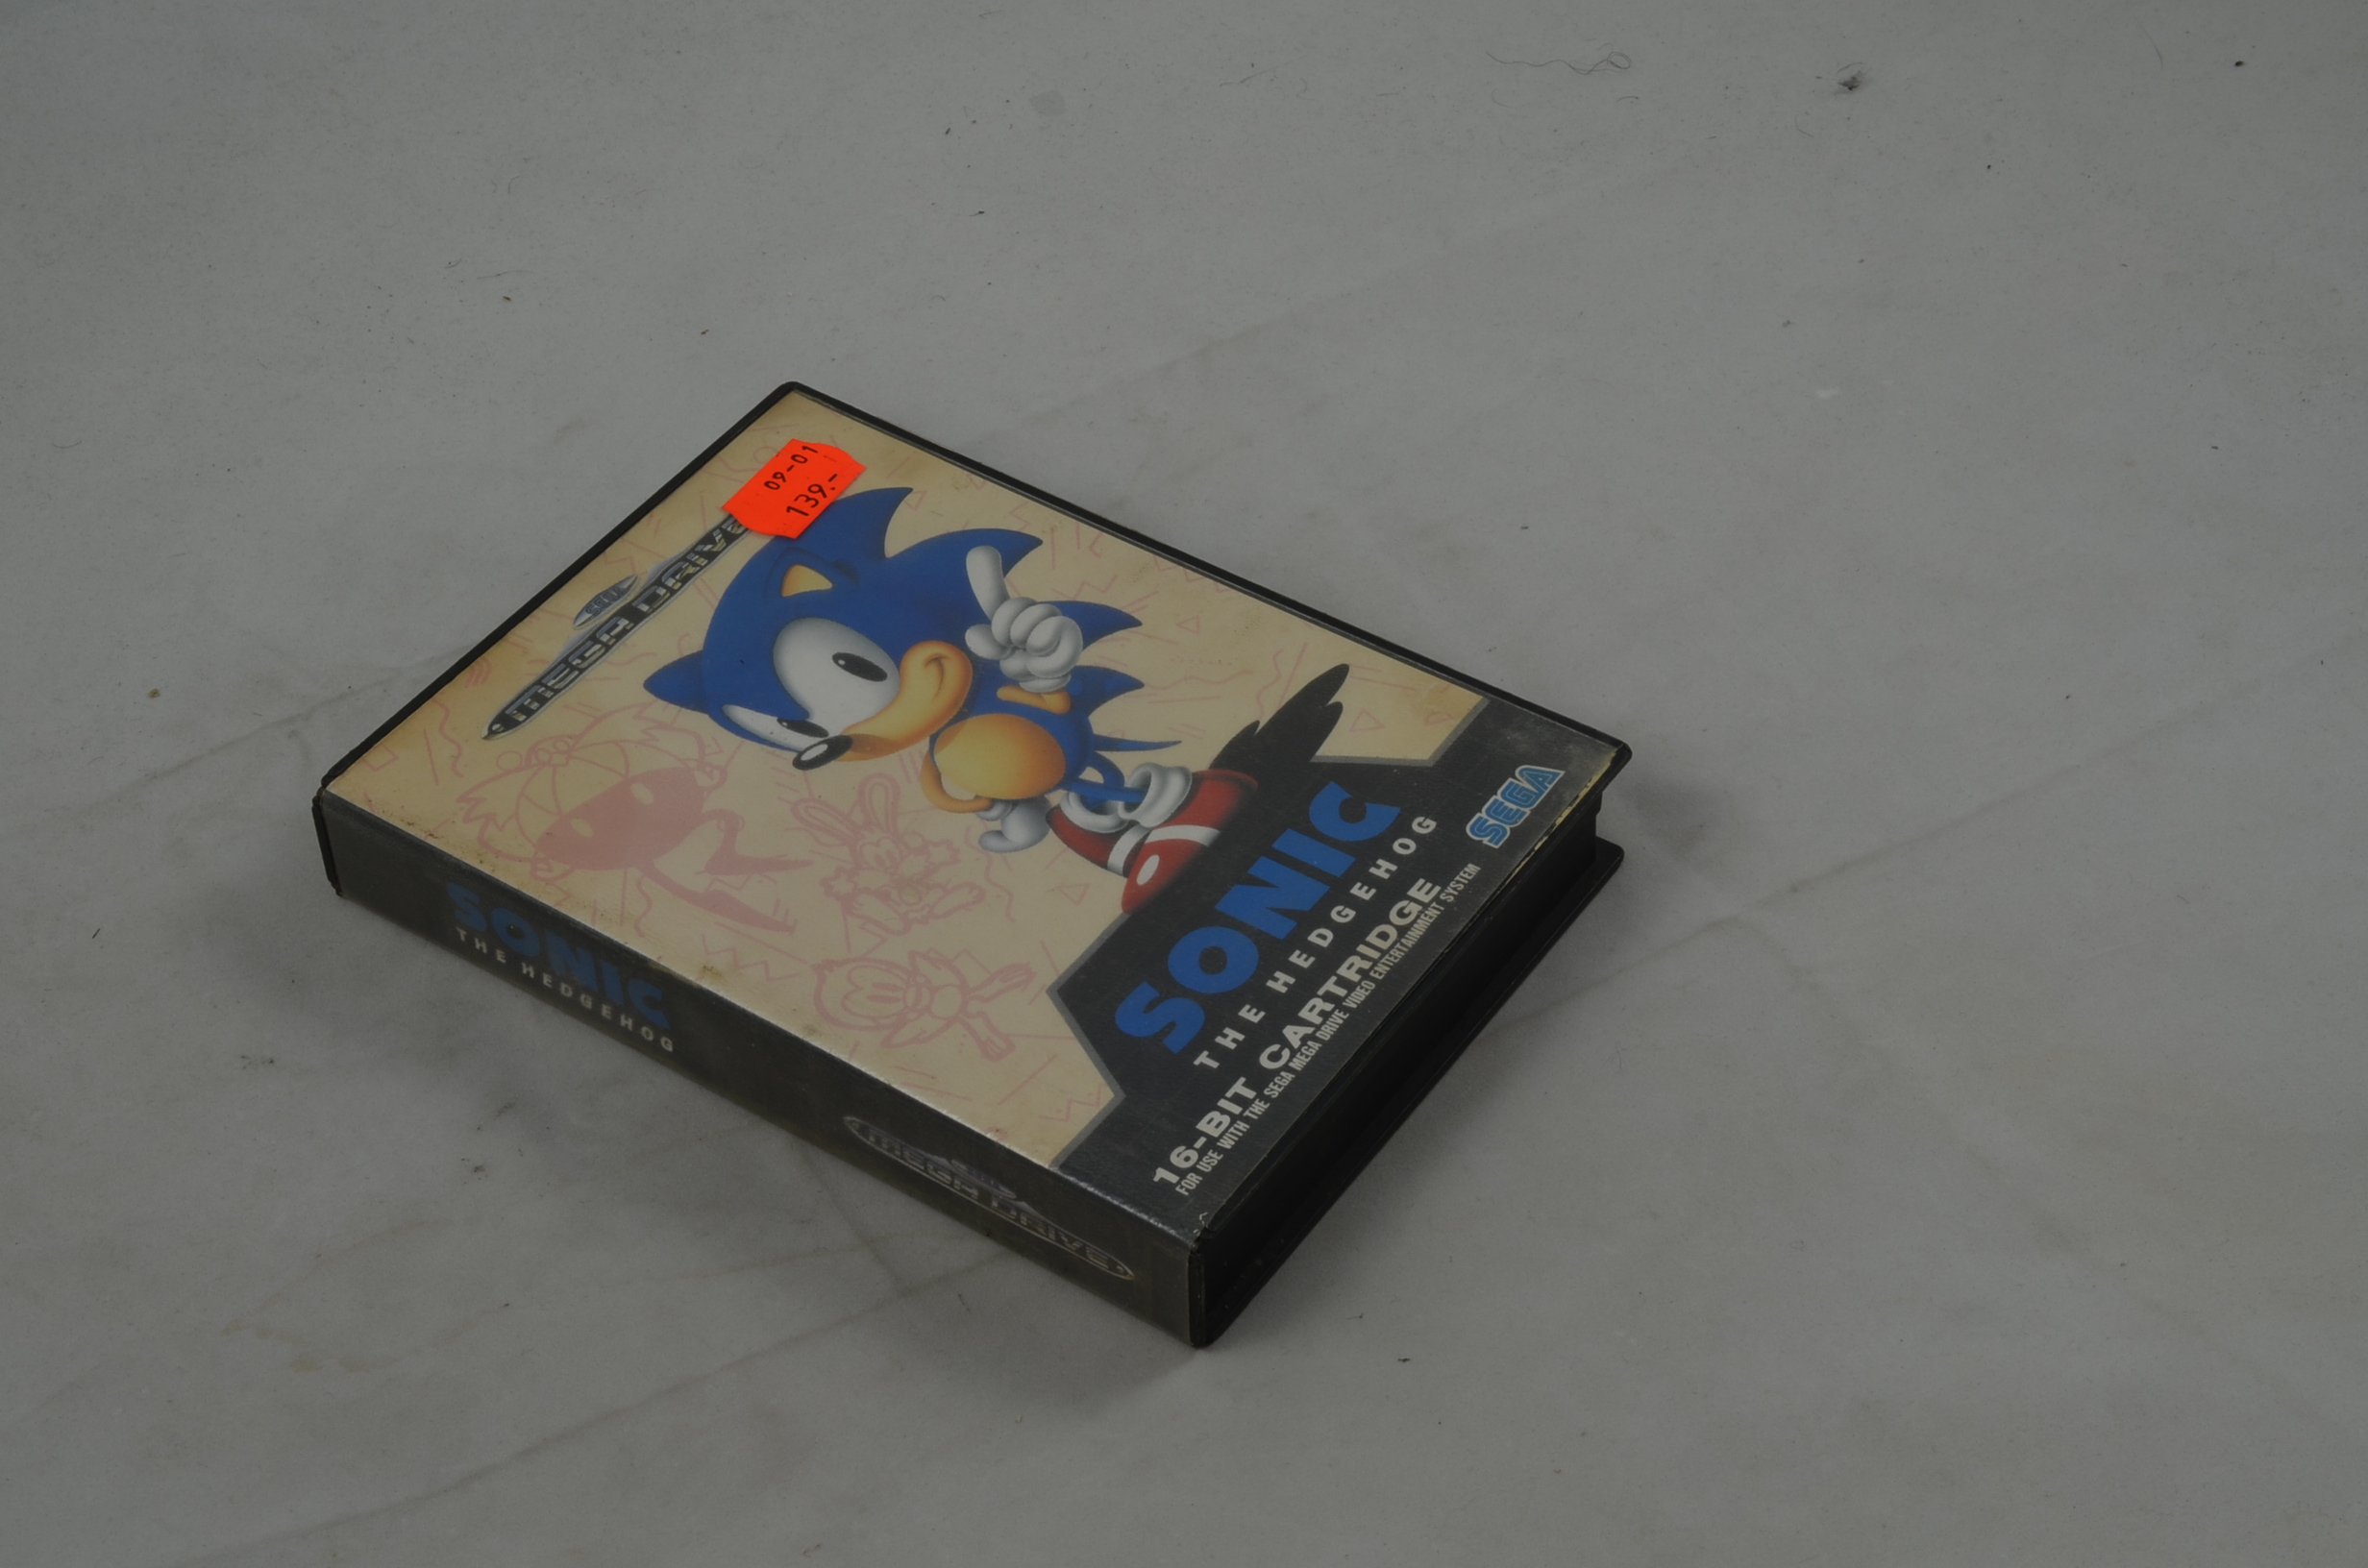 09-01
139.-
SEGA
MEGA DRIVE
SONIC
THE HEDGEHOG
16-BIT CARTRIDGE
FOR USE WITH THE SEGA MEGA DRIVE VIDEO ENTERTAINMENT SYSTEM
SEGA
SONIC
THE HEDGEHOG
MEGA DRIVE